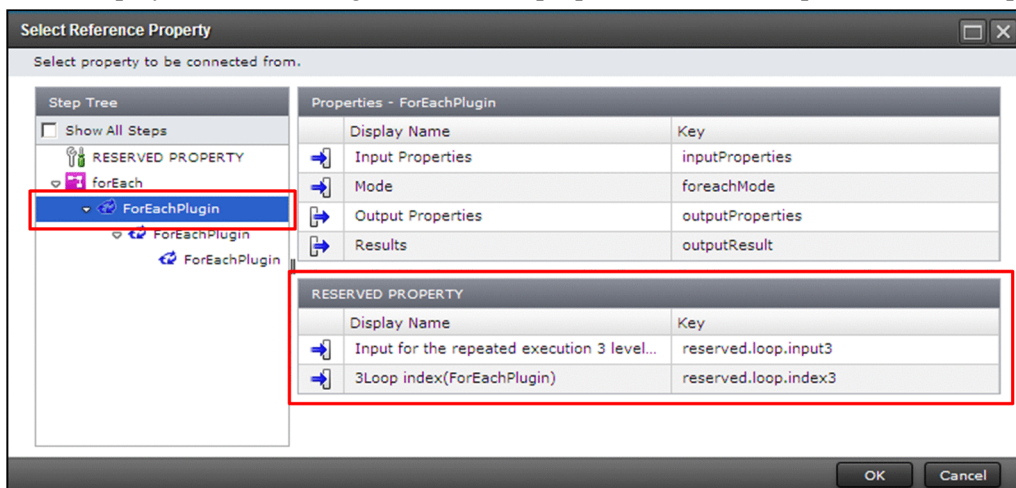 Select Reference Property
Select property to be connected from.
Step Tree
Show All Steps
RESERVED PROPERTY
forEach
ForEachPlugin
ForEachPlugin
ForEachPlugin
Properties - ForEachPlugin
Display Name Key
Input Properties inputProperties
Mode foreachMode
Output Properties outputProperties
Results outputResult
RESERVED PROPERTY
Display Name Key
Input for the repeated execution 3 level... reserved.loop.input3
3Loop index(ForEachPlugin) reserved.loop.index3
OK Cancel